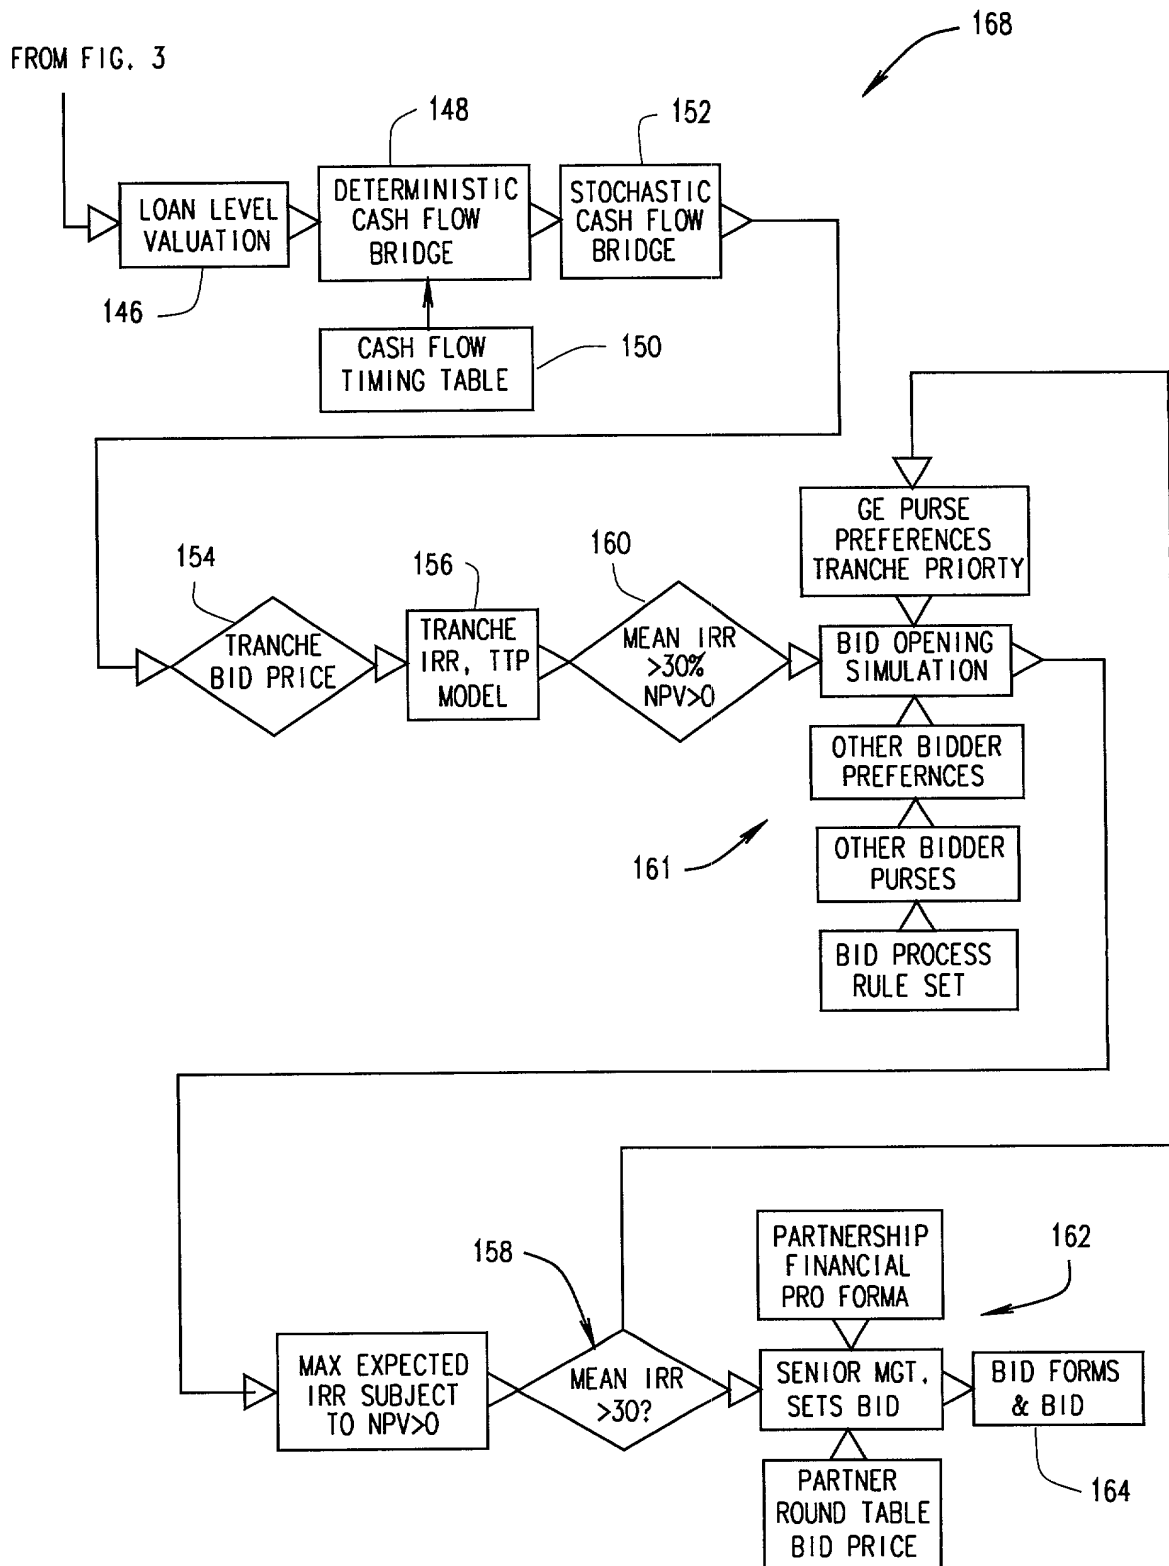 168
FROM FIG. 3
148
152
LOAN LEVEL
VALUATION
DETERMINISTIC
CASH FLOW
BRIDGE
STOCHASTIC
CASH FLOW
BRIDGE
146
CASH FLOW
TIMING TABLE
150
GE PURSE
PREFERENCES
TRANCHE PRIORTY
154
156
160
TRANCHE
BID PRICE
TRANCHE
IRR, TTP
MODEL
MEAN IRR
>30%
NPV>0
BID OPENING
SIMULATION
OTHER BIDDER
PREFERNCES
161
OTHER BIDDER
PURSES
BID PROCESS
RULE SET
158
PARTNERSHIP
FINANCIAL
PRO FORMA
162
MAX EXPECTED
IRR SUBJECT
TO NPV>0
MEAN IRR
>30?
SENIOR MGT.
SETS BID
BID FORMS
& BID
PARTNER
ROUND TABLE
BID PRICE
164